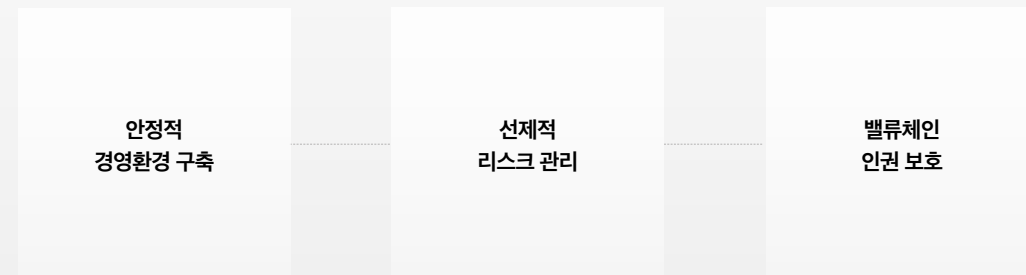 안정적
경영환경 구축
선제적
리스크 관리
밸류체인
인권 보호